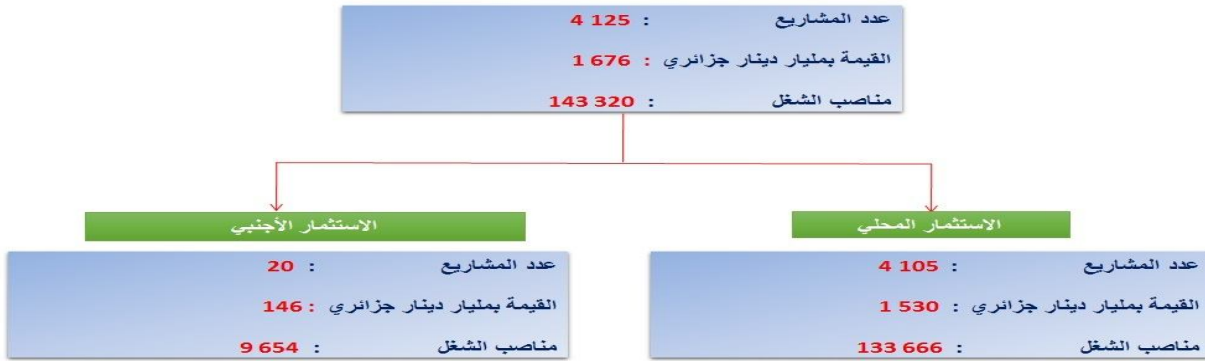 عدد المشاريع : 4 125
القيمة بمليار دينار جزائري : 1 676
مناصب الشغل : 143 320
الاستثمار المحلي
عدد المشاريع : 4 105
القيمة بمليار دينار جزائري : 1 530
مناصب الشغل : 133 666
الاستثمار الأجنبي
عدد المشاريع : 20
القيمة بمليار دينار جزائري : 146
مناصب الشغل : 9 654